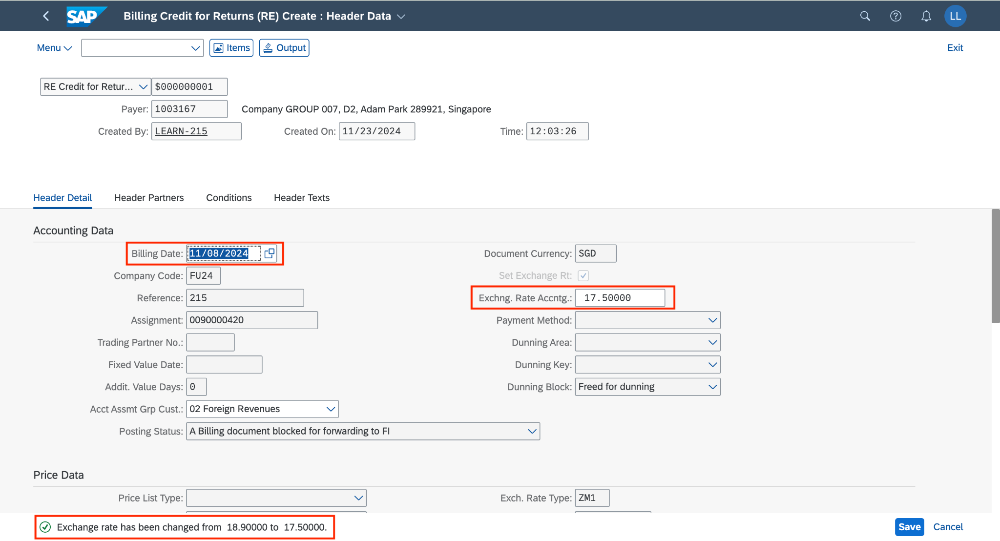 SAP Billing Credit for Returns (RE) Create : Header Data LL
Menu Items Output Exit
RE Credit for Retur... $000000001
Payer: 1003167 Company GROUP 007, D2, Adam Park 289921, Singapore
Created By: LEARN-215 Created On: 11/23/2024 Time: 12:03:26
Header Detail Header Partners Conditions Header Texts
Accounting Data
Billing Date: 11/08/2024 Document Currency: SGD
Company Code: FU24 Set Exchange Rt:
Reference: 215 Exchng. Rate Accntg.: 17.50000
Assignment: 0090000420 Payment Method:
Trading Partner No.: Dunning Area:
Fixed Value Date: Dunning Key:
Addit. Value Days: 0 Dunning Block: Freed for dunning
Acct Assmt Grp Cust.: 02 Foreign Revenues
Posting Status: A Billing document blocked for forwarding to FI
Price Data
Price List Type: Exch. Rate Type: ZM1
Exchange rate has been changed from 18.90000 to 17.50000. Save Cancel